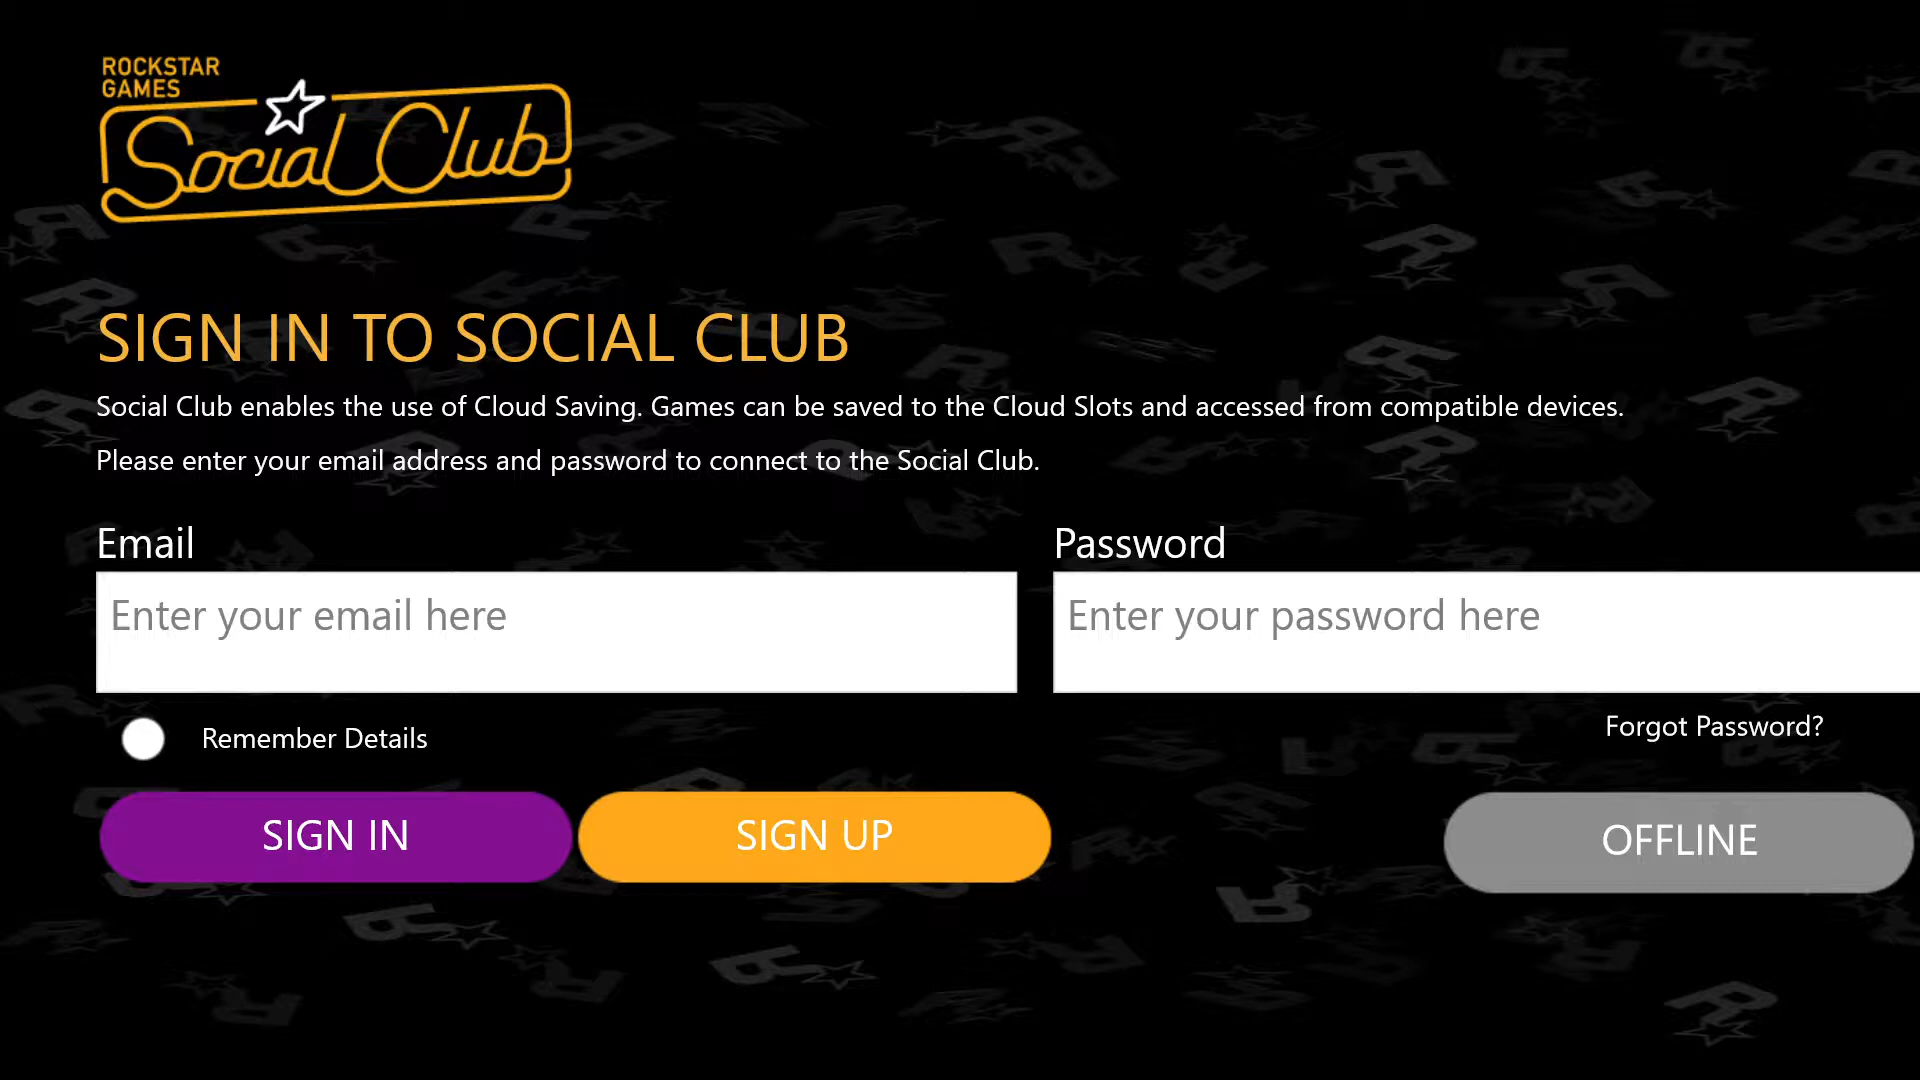 ROCKSTAR
GAMES
Social Club
SIGN IN TO SOCIAL CLUB
Social Club enables the use of Cloud Saving. Games can be saved to the Cloud Slots and accessed from compatible devices.
Please enter your email address and password to connect to the Social Club.
Email
Password
Enter your email here
Enter your password here
Remember Details
Forgot Password?
SIGN IN
SIGN UP
OFFLINE